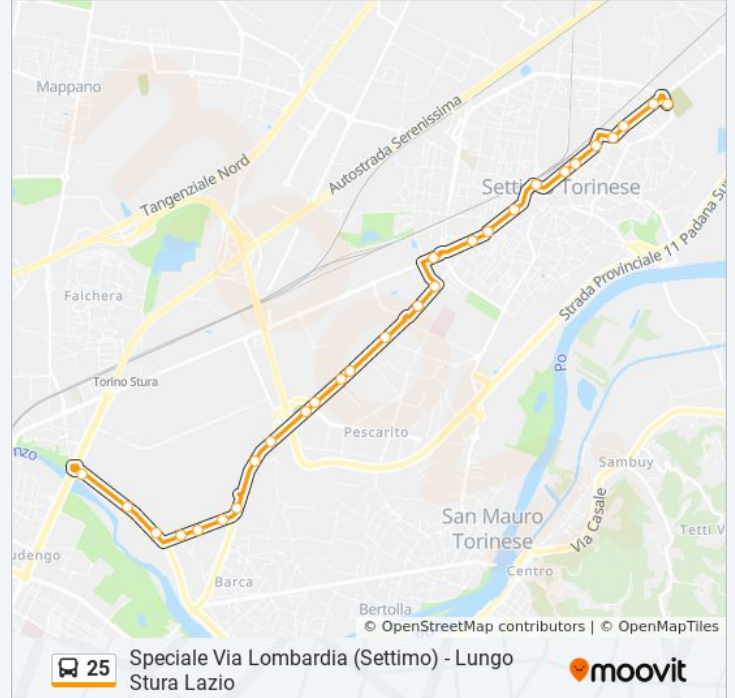 Mappano
Autostrada Serenissima
Tangenziale Nord
Settimo Torinese
Strada Provinciale 11 Padana Su
Falchera
Po
Torino Stura
Pescarito
nzo
Sambuy
San Mauro
Torinese
Via Casale
Tetti V
udengo
Centro
Barca
Bertolla
© OpenStreetMap contributors | © OpenMapTiles
25
Speciale Via Lombardia (Settimo) - Lungo
Stura Lazio
moovit